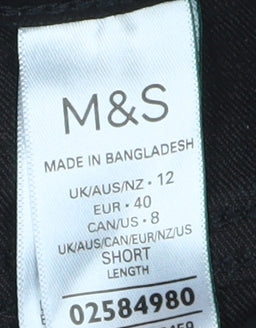 M&S
MADE IN BANGLADESH
UK/AUS/NZ • 12
EUR • 40
CAN/US • 8
UK/AUS/CAN/EUR/NZ/US
SHORT
LENGTH
02584980